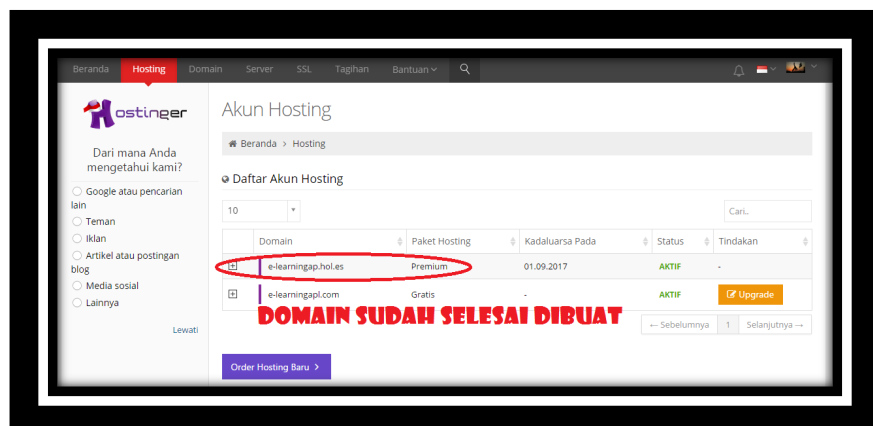 Beranda Hosting Domain Server SSL Tagihan Bantuan
Hostinger
Dari mana Anda
mengetahui kami?
Google atau pencarian
lain
Teman
Iklan
Artikel atau postingan
blog
Media sosial
Lainnya
Lewati
Akun Hosting
Beranda > Hosting
Daftar Akun Hosting
10 Cari..
Domain Paket Hosting Kadaluarsa Pada Status Tindakan
e-learningap.hol.es Premium 01.09.2017 AKTIF -
e-learningapl.com Gratis - AKTIF Upgrade
DOMAIN SUDAH SELESAI DIBUAT
← Sebelumnya 1 Selanjutnya →
Order Hosting Baru >